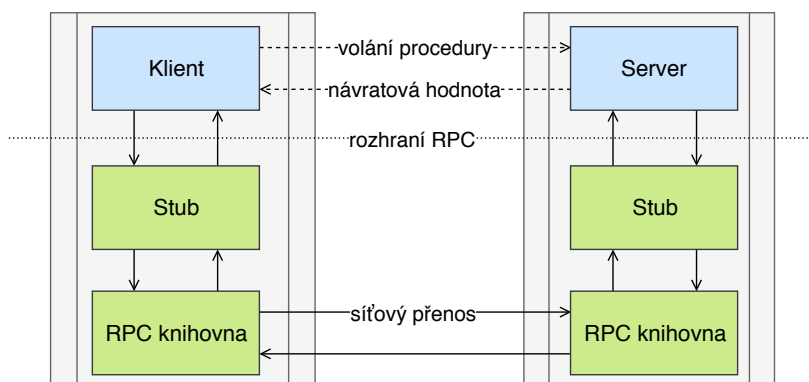 Klient
volání procedury
Server
návratová hodnota
rozhraní RPC
Stub
Stub
RPC knihovna
síťový přenos
RPC knihovna